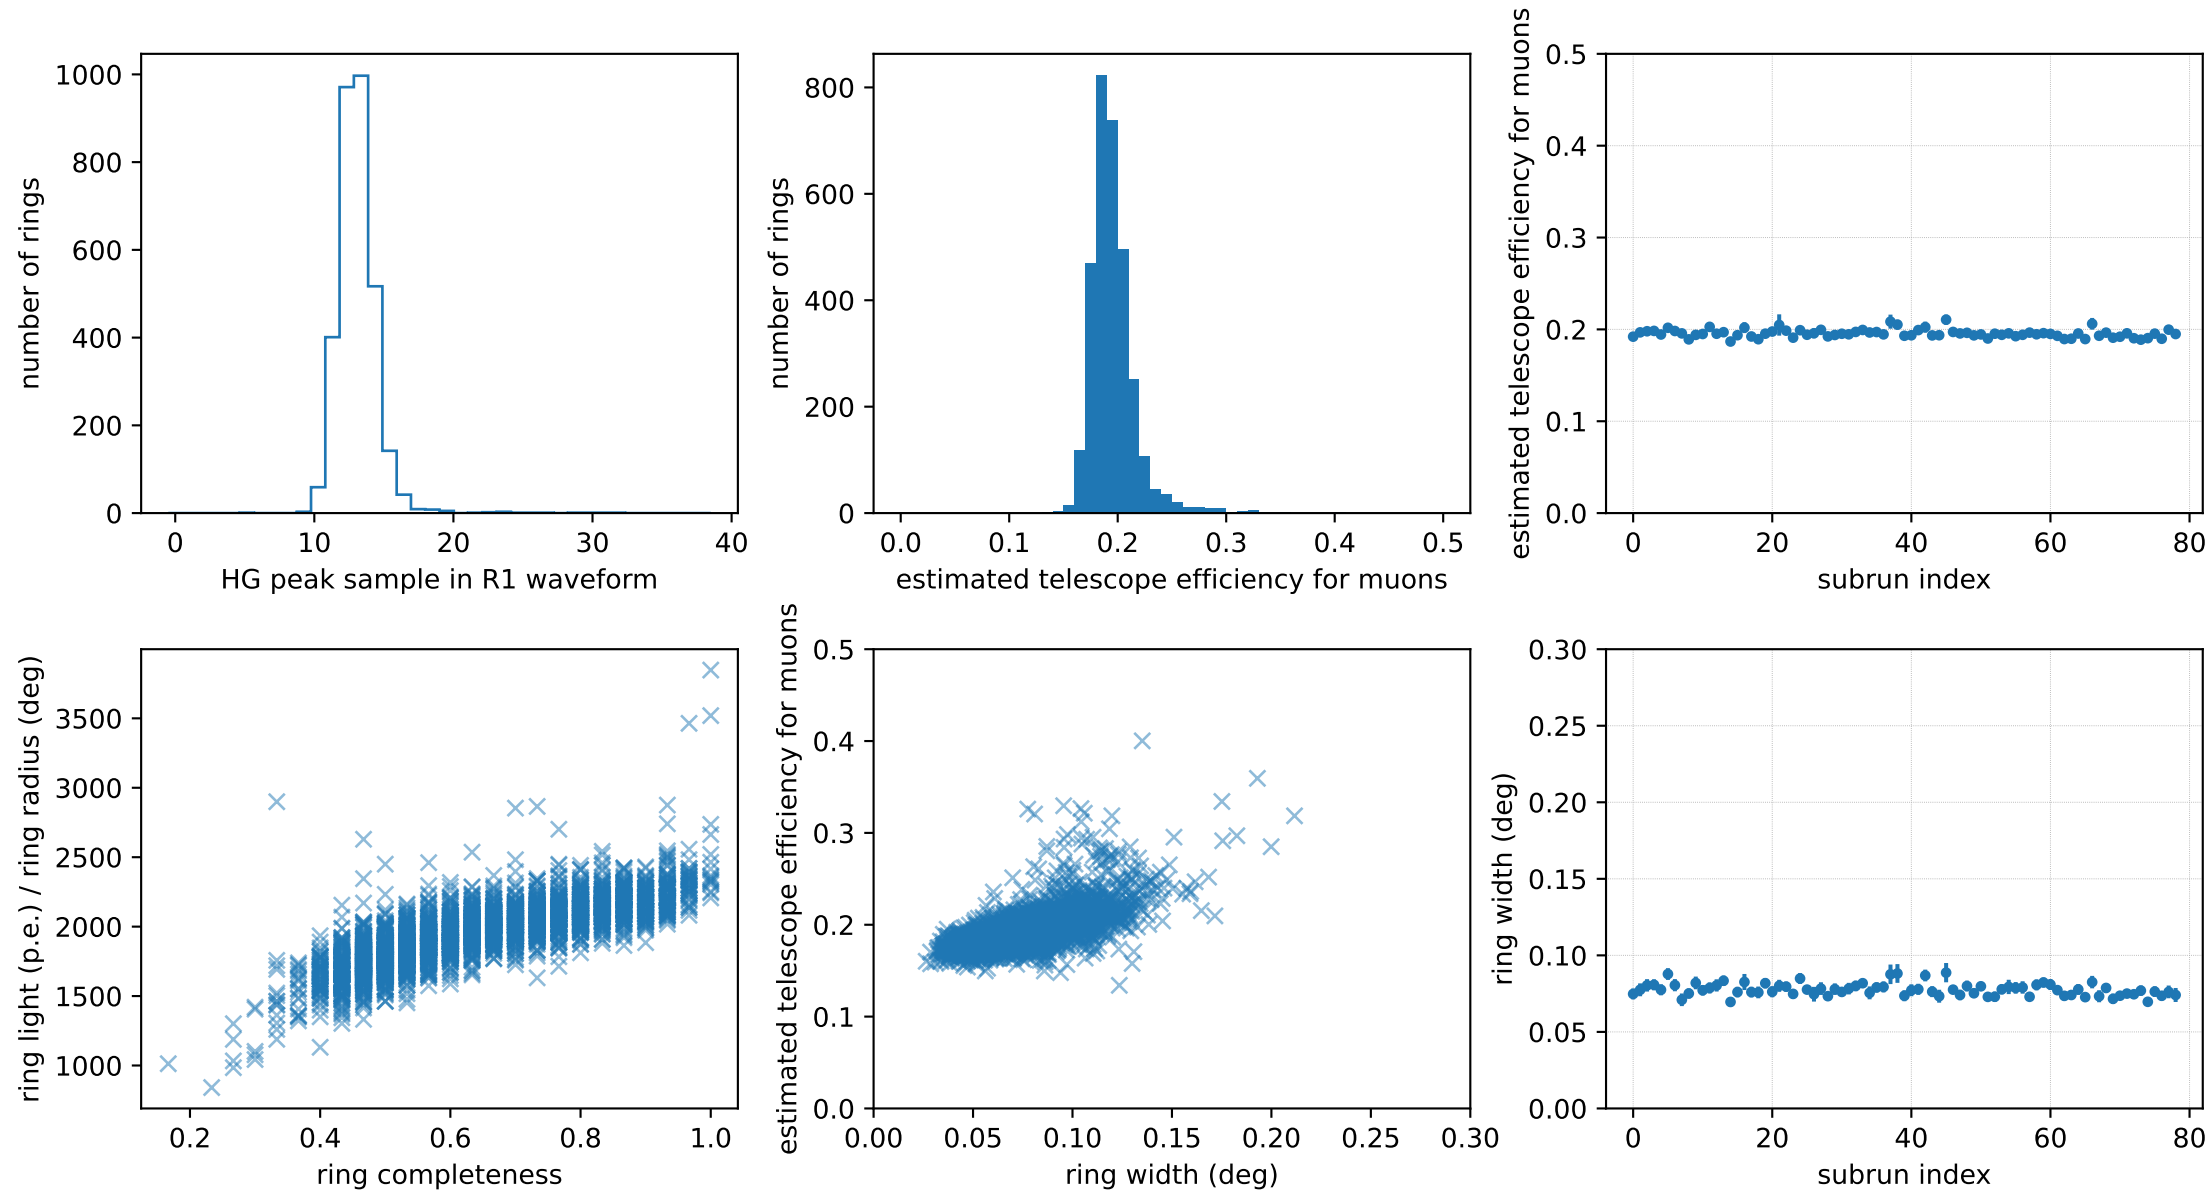 number of rings
1000
800
600
400
200
0
0 10 20 30 40
HG peak sample in R1 waveform
number of rings
800
600
400
200
0
0.0 0.1 0.2 0.3 0.4 0.5
estimated telescope efficiency for muons
estimated telescope efficiency for muons
0.5
0.4
0.3
0.2
0.1
0.0
0 20 40 60 80
subrun index
ring light (p.e.) / ring radius (deg)
3500
3000
2500
2000
1500
1000
0.2 0.4 0.6 0.8 1.0
ring completeness
estimated telescope efficiency for muons
0.5
0.4
0.3
0.2
0.1
0.0
0.00 0.05 0.10 0.15 0.20 0.25 0.30
ring width (deg)
ring width (deg)
0.30
0.25
0.20
0.15
0.10
0.05
0.00
0 20 40 60 80
subrun index